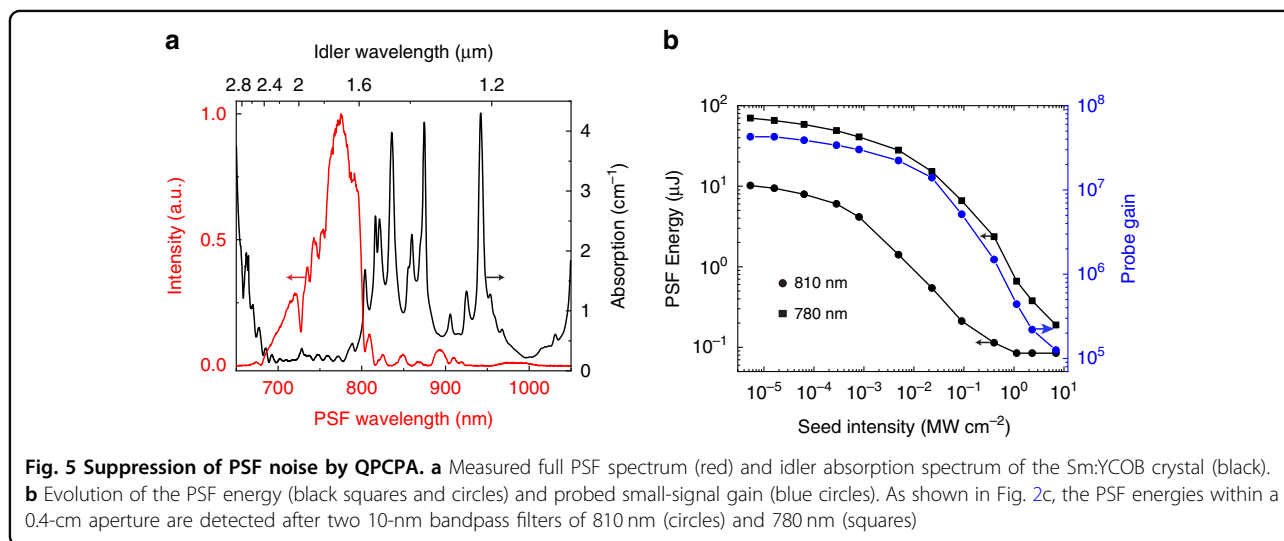 a
Idler wavelength (μm)
2.8 2.4 2 1.6 1.2
1.0
0.5
0.0
Intensity (a.u.)
4
3
2
1
0
Absorption (cm⁻¹)
700 800 900 1000
PSF wavelength (nm)
b
10² 
10¹
10⁰
10⁻¹
PSF Energy (μJ)
810 nm
780 nm
10⁸
10⁷
10⁶
10⁵
Probe gain
10⁻⁵ 10⁻⁴ 10⁻³ 10⁻² 10⁻¹ 10⁰ 10¹
Seed intensity (MW cm⁻²)
Fig. 5 Suppression of PSF noise by QPCPA. a Measured full PSF spectrum (red) and idler absorption spectrum of the Sm:YCOB crystal (black).
b Evolution of the PSF energy (black squares and circles) and probed small-signal gain (blue circles). As shown in Fig. 2c, the PSF energies within a
0.4-cm aperture are detected after two 10-nm bandpass filters of 810 nm (circles) and 780 nm (squares)